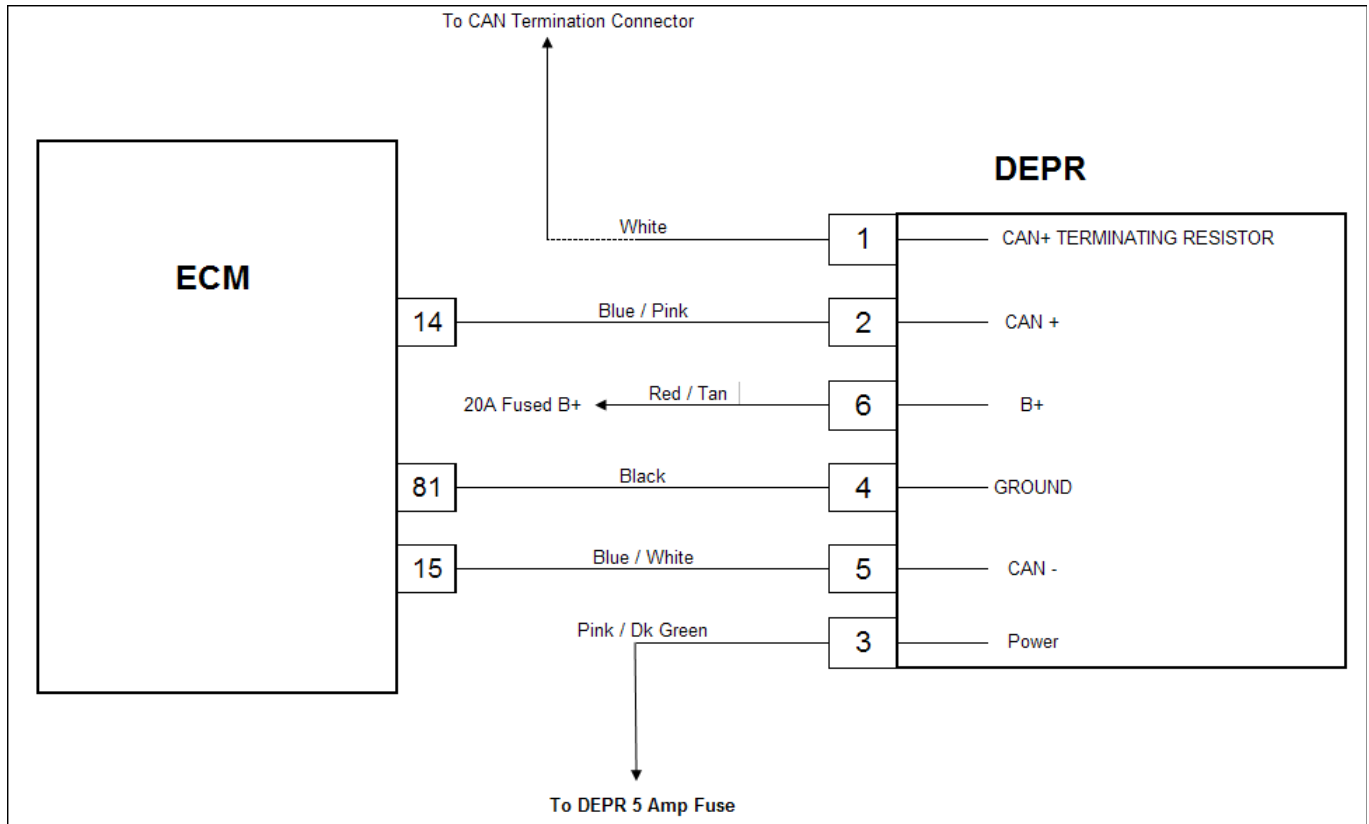 To CAN Termination Connector
DEPR
White
1
CAN+ TERMINATING RESISTOR
ECM
14
Blue / Pink
2
CAN +
20A Fused B+
Red / Tan
6
B+
81
Black
4
GROUND
15
Blue / White
5
CAN -
Pink / Dk Green
3
Power
To DEPR 5 Amp Fuse